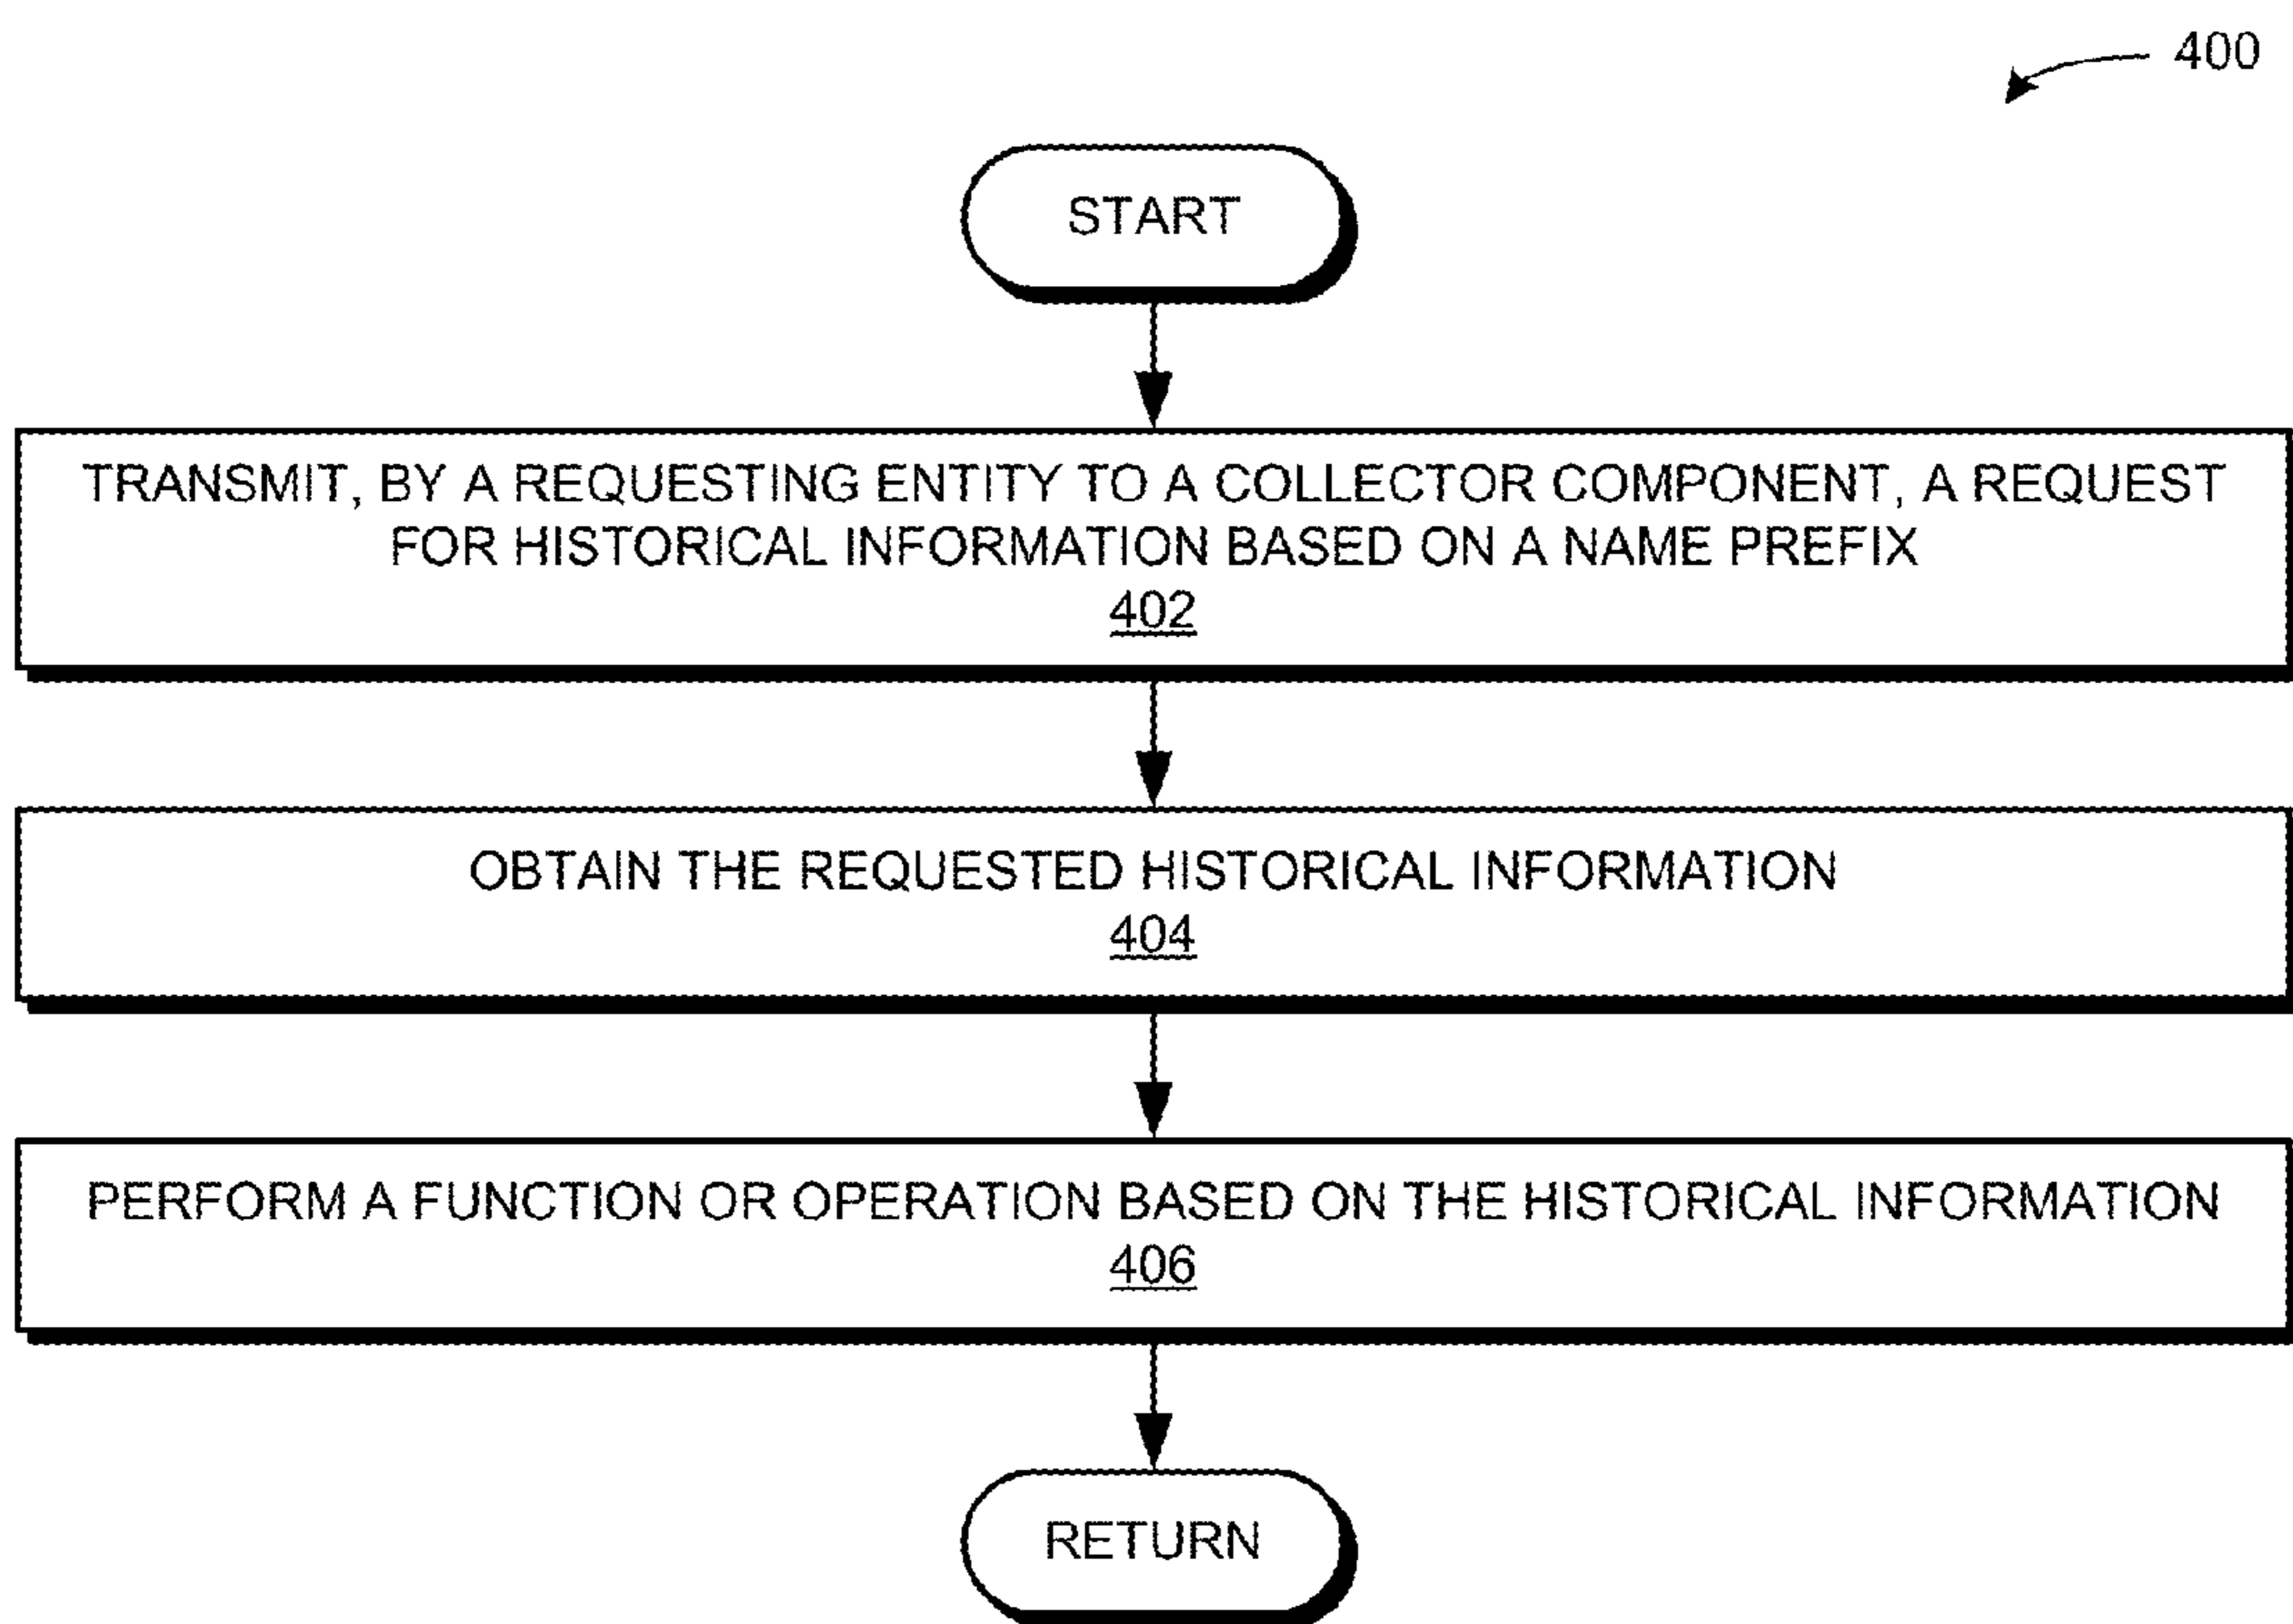 400
START
TRANSMIT, BY A REQUESTING ENTITY TO A COLLECTOR COMPONENT, A REQUEST
FOR HISTORICAL INFORMATION BASED ON A NAME PREFIX
402
OBTAIN THE REQUESTED HISTORICAL INFORMATION
404
PERFORM A FUNCTION OR OPERATION BASED ON THE HISTORICAL INFORMATION
406
RETURN